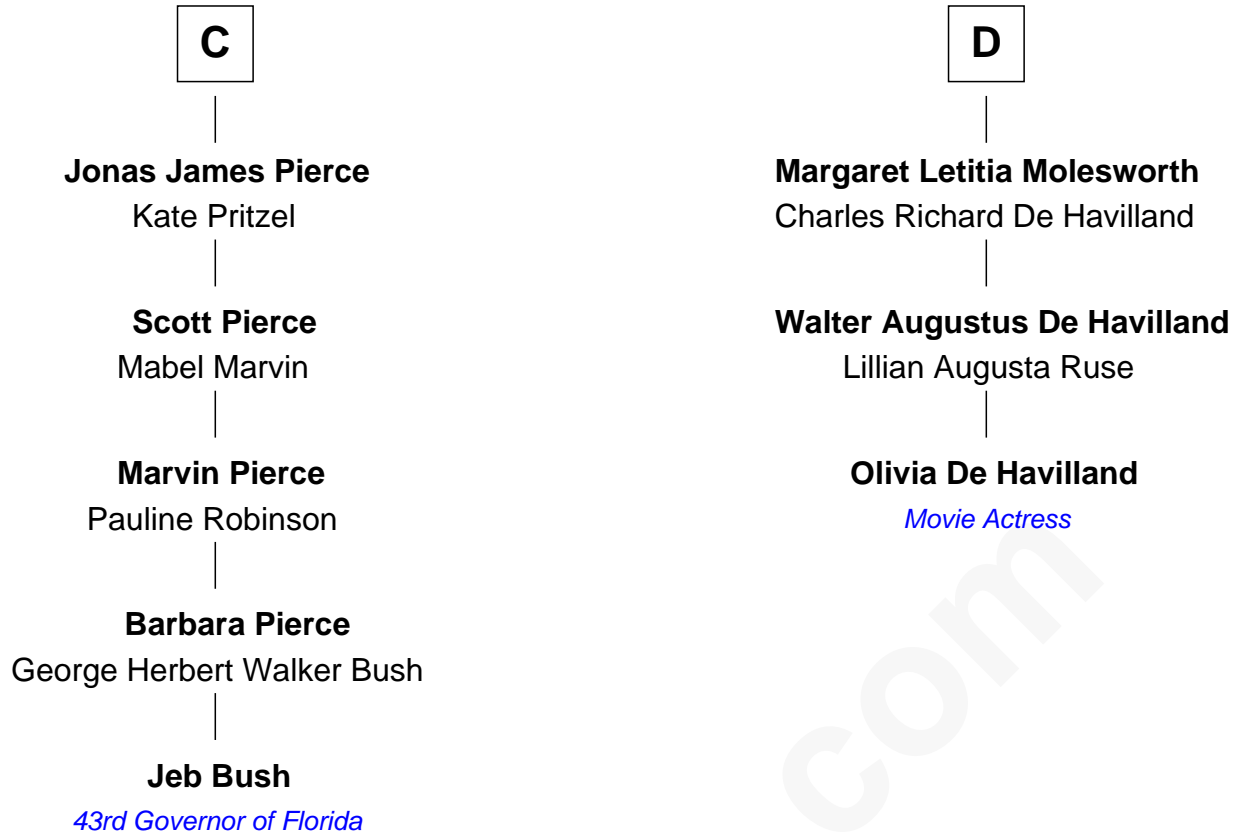 C
Jonas James Pierce
Kate Pritzel
Scott Pierce
Mabel Marvin
Marvin Pierce
Pauline Robinson
Barbara Pierce
George Herbert Walker Bush
Jeb Bush
43rd Governor of Florida
D
Margaret Letitia Molesworth
Charles Richard De Havilland
Walter Augustus De Havilland
Lillian Augusta Ruse
Olivia De Havilland
Movie Actress
com